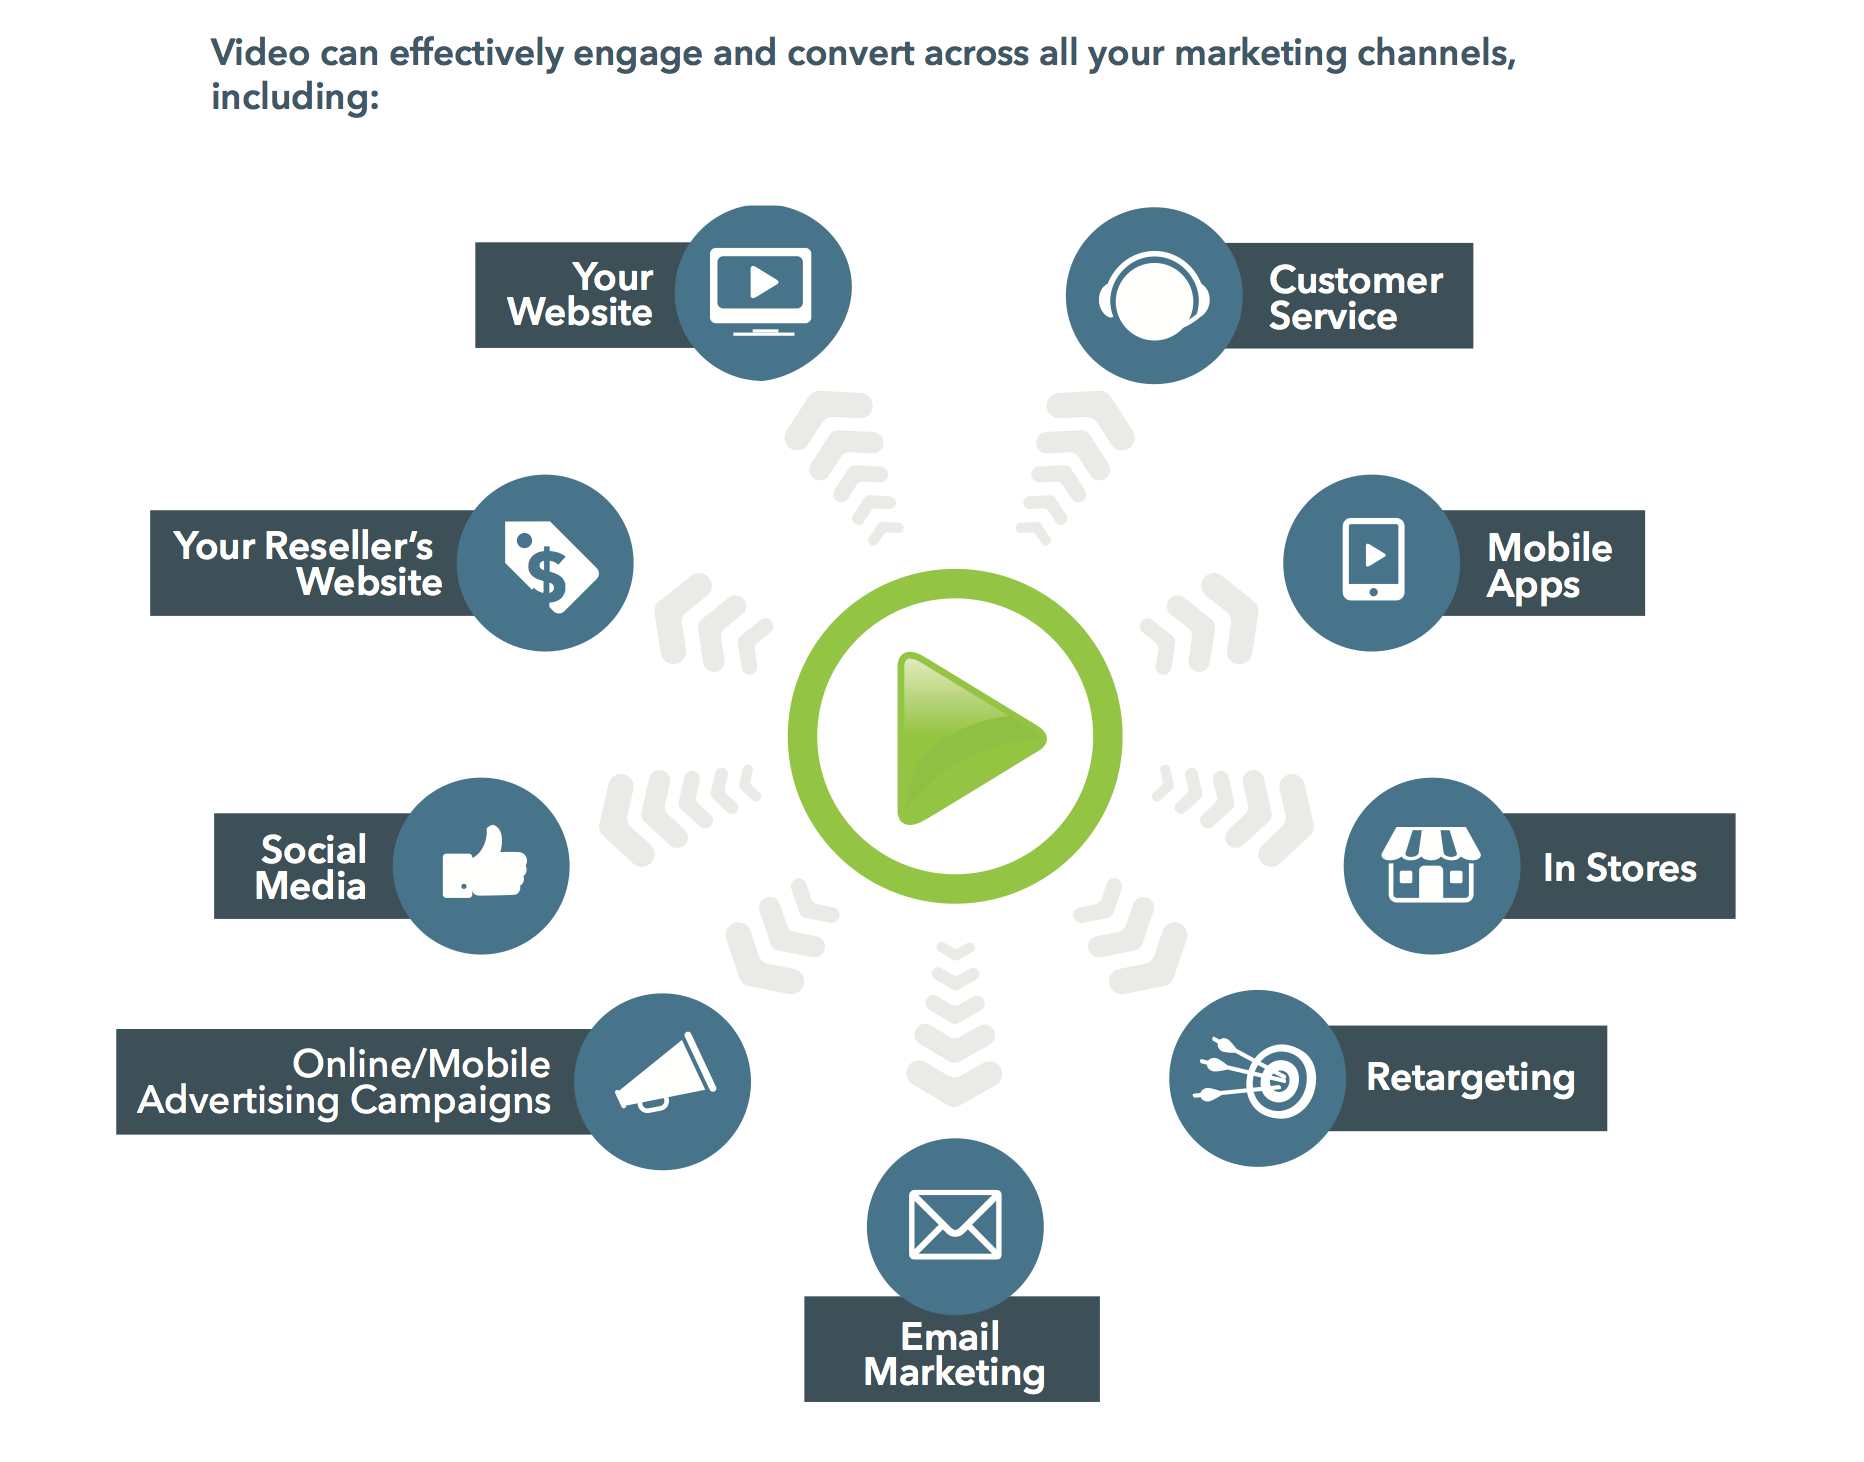 Video can effectively engage and convert across all your marketing channels,
including:
Your
Website
Customer
Service
Your Reseller’s
Website
$
Mobile
Apps
Social
Media
In Stores
Online/Mobile
Advertising Campaigns
Retargeting
Email
Marketing